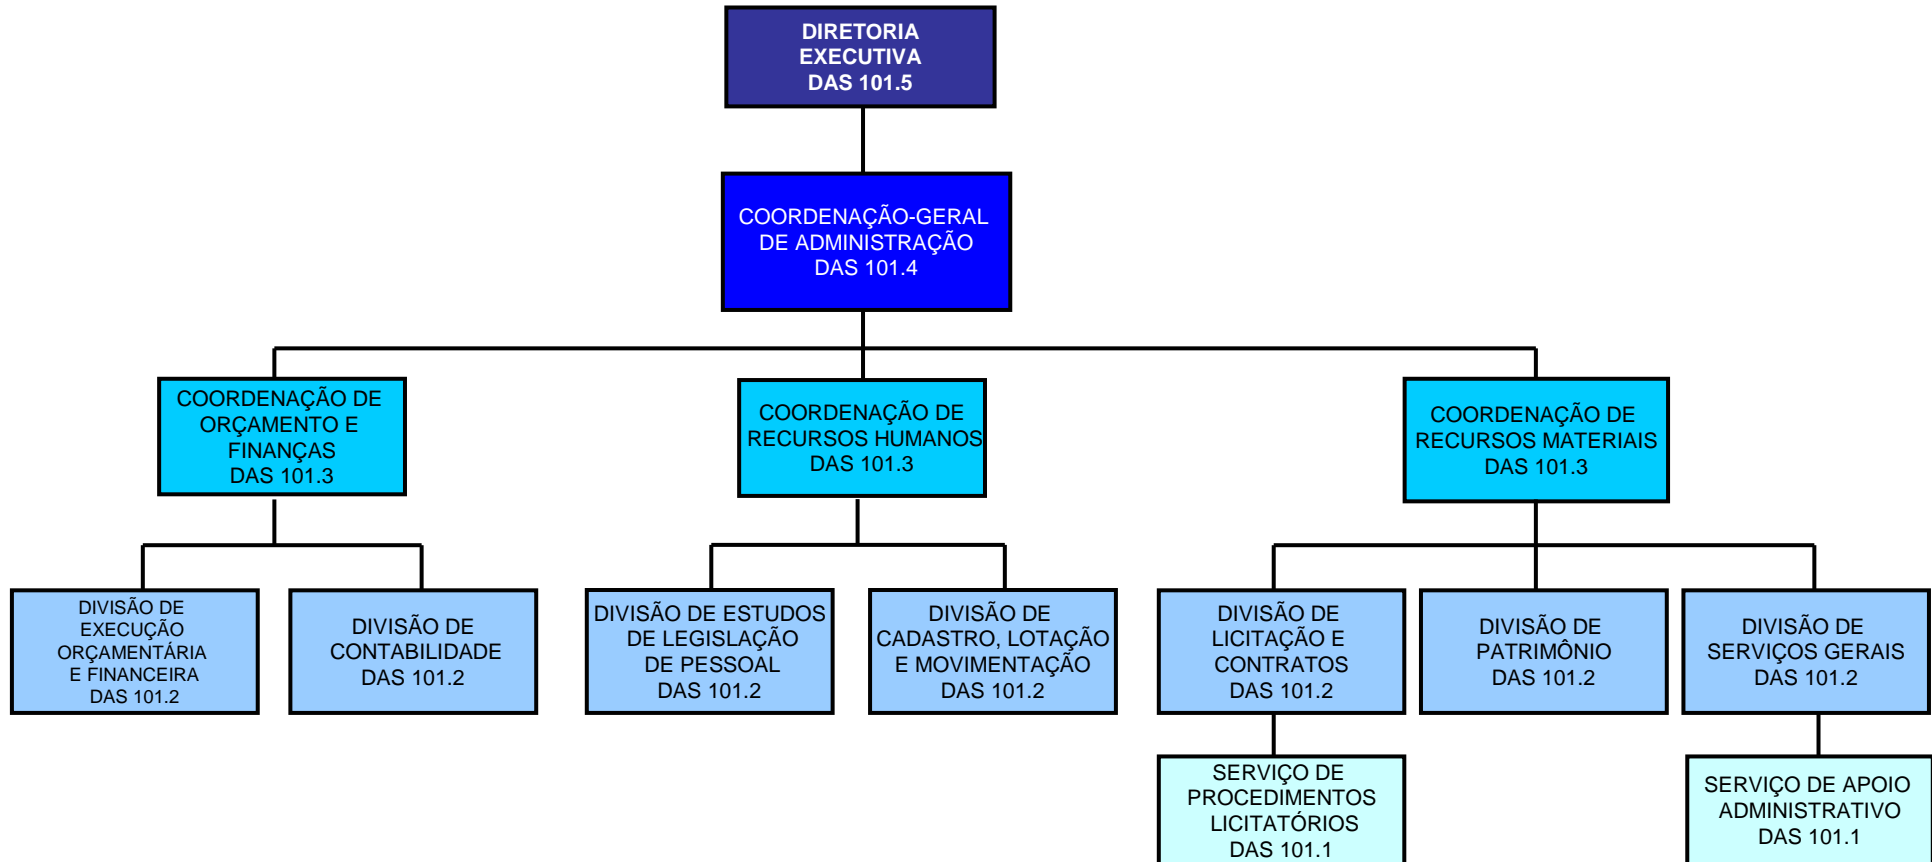 DIRETORIA
EXECUTIVA
DAS 101.5
COORDENAÇÃO-GERAL
DE ADMINISTRAÇÃO
DAS 101.4
COORDENAÇÃO DE
ORÇAMENTO E
FINANÇAS
DAS 101.3
COORDENAÇÃO DE
RECURSOS HUMANOS
DAS 101.3
COORDENAÇÃO DE
RECURSOS MATERIAIS
DAS 101.3
DIVISÃO DE
EXECUÇÃO
ORÇAMENTÁRIA
E FINANCEIRA
DAS 101.2
DIVISÃO DE
CONTABILIDADE
DAS 101.2
DIVISÃO DE ESTUDOS
DE LEGISLAÇÃO
DE PESSOAL
DAS 101.2
DIVISÃO DE
CADASTRO, LOTAÇÃO
E MOVIMENTAÇÃO
DAS 101.2
DIVISÃO DE
LICITAÇÃO E
CONTRATOS
DAS 101.2
DIVISÃO DE
PATRIMÔNIO
DAS 101.2
DIVISÃO DE
SERVIÇOS GERAIS
DAS 101.2
SERVIÇO DE
PROCEDIMENTOS
LICITATÓRIOS
DAS 101.1
SERVIÇO DE APOIO
ADMINISTRATIVO
DAS 101.1